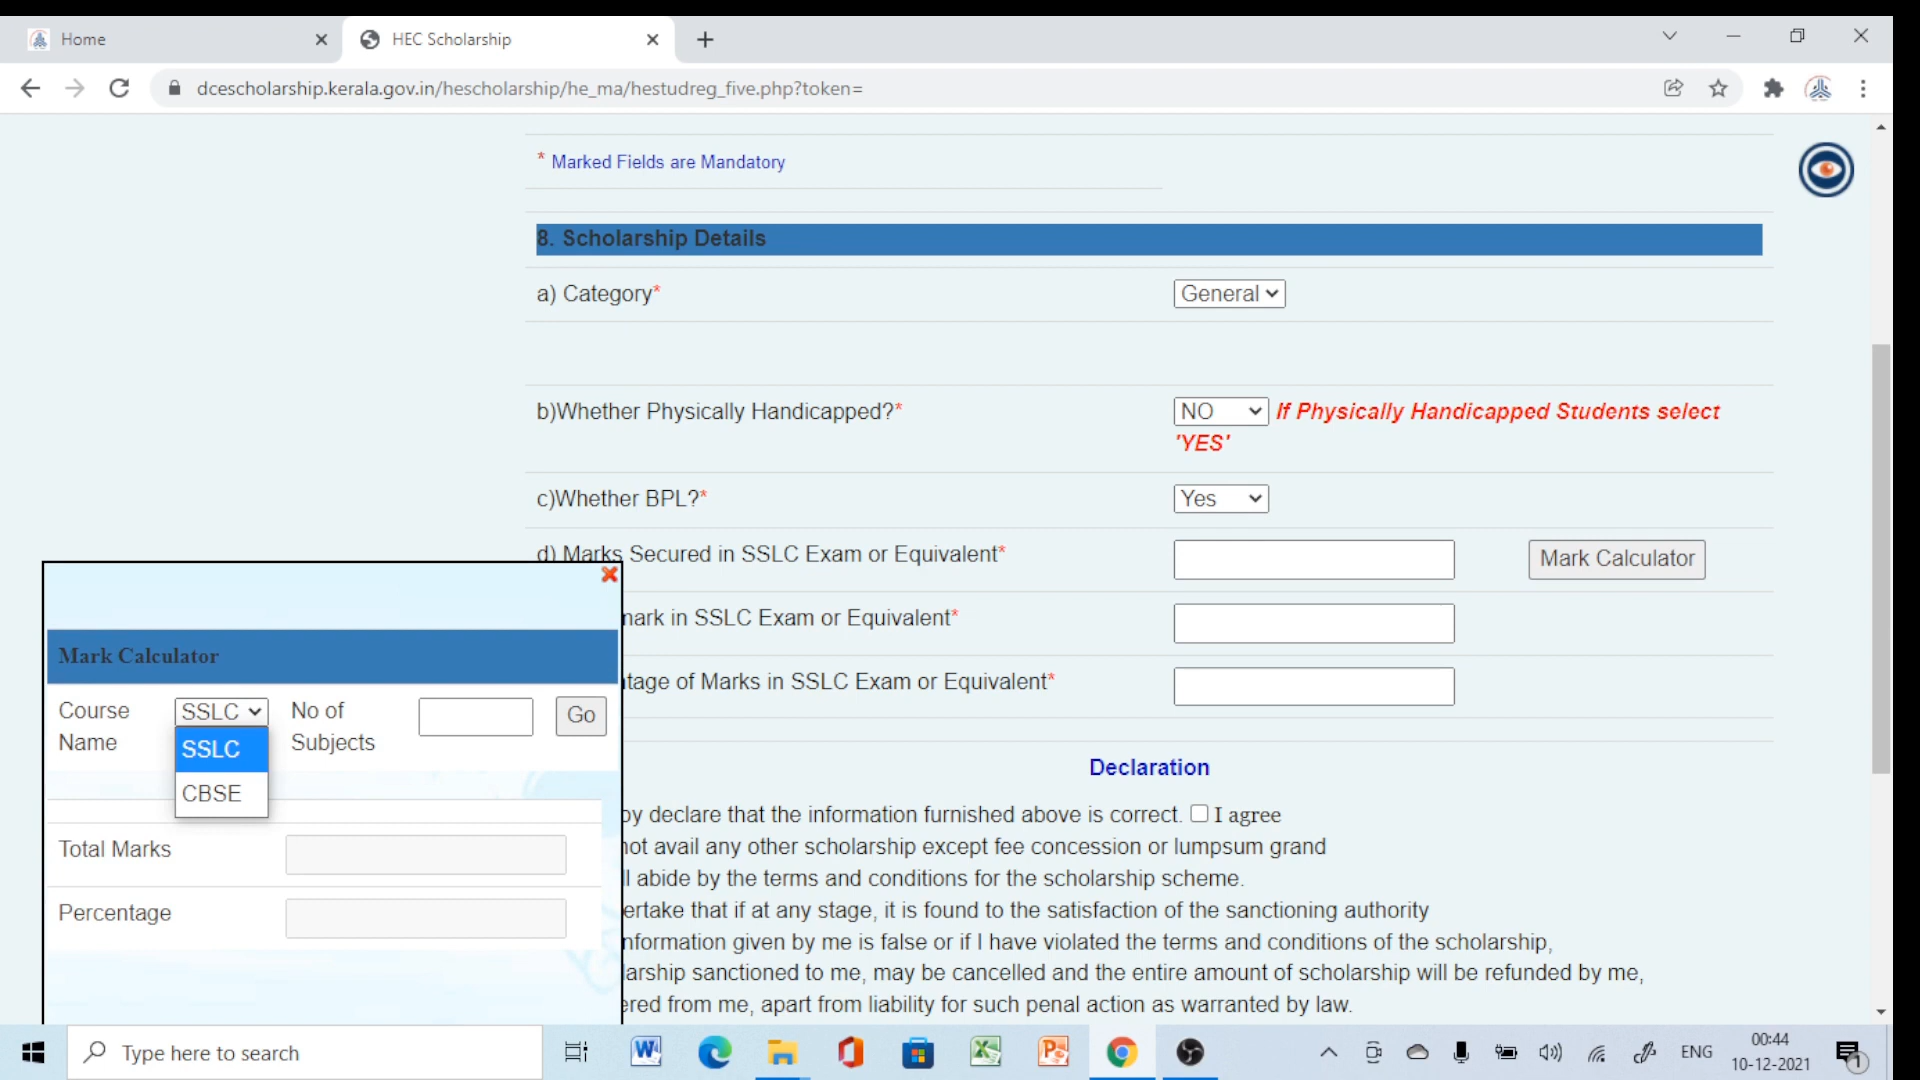 Home
HEC Scholarship
dcescholarship.kerala.gov.in/hescholarship/he_ma/hestudreg_five.php?token=
* Marked Fields are Mandatory
8. Scholarship Details
a) Category* General
b)Whether Physically Handicapped?* NO If Physically Handicapped Students select
'YES'
c)Whether BPL?* Yes
d) Marks Secured in SSLC Exam or Equivalent* Mark Calculator
mark in SSLC Exam or Equivalent*
tage of Marks in SSLC Exam or Equivalent*
Mark Calculator
Course Name SSLC No of Subjects Go
SSLC
CBSE
Total Marks
Percentage
Declaration
by declare that the information furnished above is correct. I agree
not avail any other scholarship except fee concession or lumpsum grand
ll abide by the terms and conditions for the scholarship scheme.
ertake that if at any stage, it is found to the satisfaction of the sanctioning authority
nformation given by me is false or if I have violated the terms and conditions of the scholarship,
larship sanctioned to me, may be cancelled and the entire amount of scholarship will be refunded by me,
ered from me, apart from liability for such penal action as warranted by law.
Type here to search
ENG
00:44
10-12-2021
1